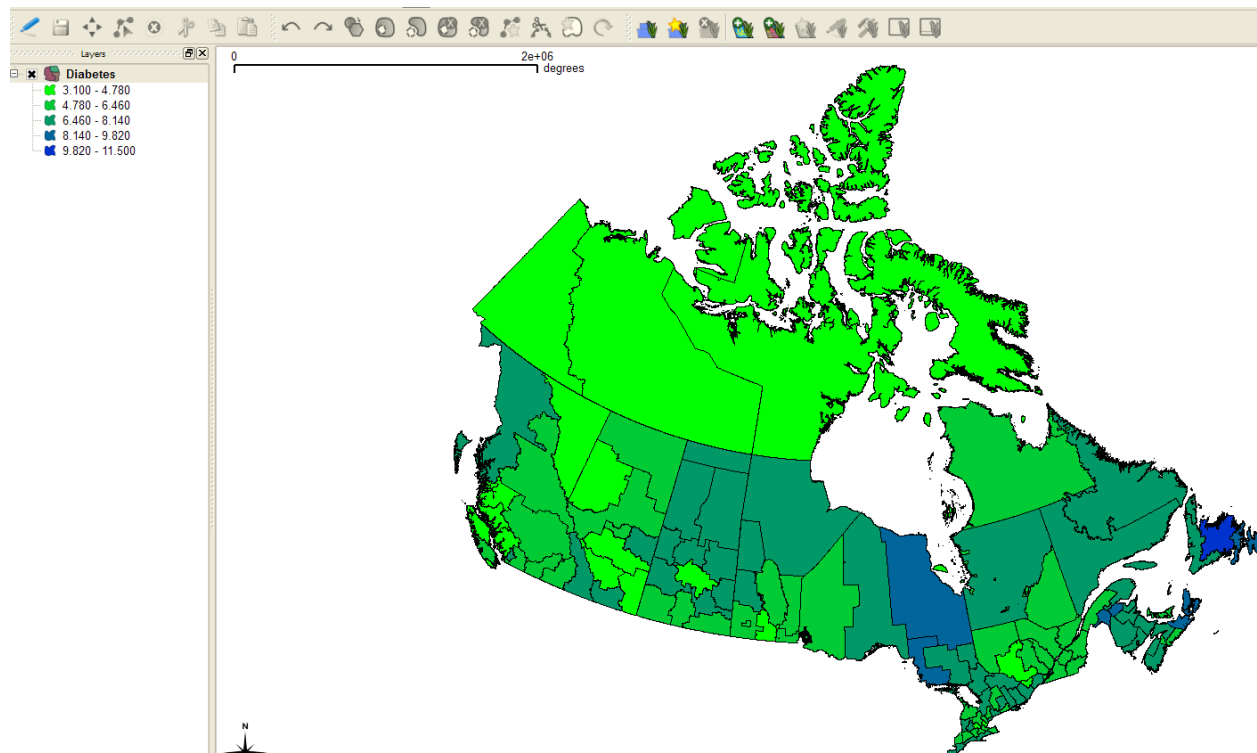 Layers
Diabetes
3.100 - 4.780
4.780 - 6.460
6.460 - 8.140
8.140 - 9.820
9.820 - 11.500
0 2e+06
degrees
N